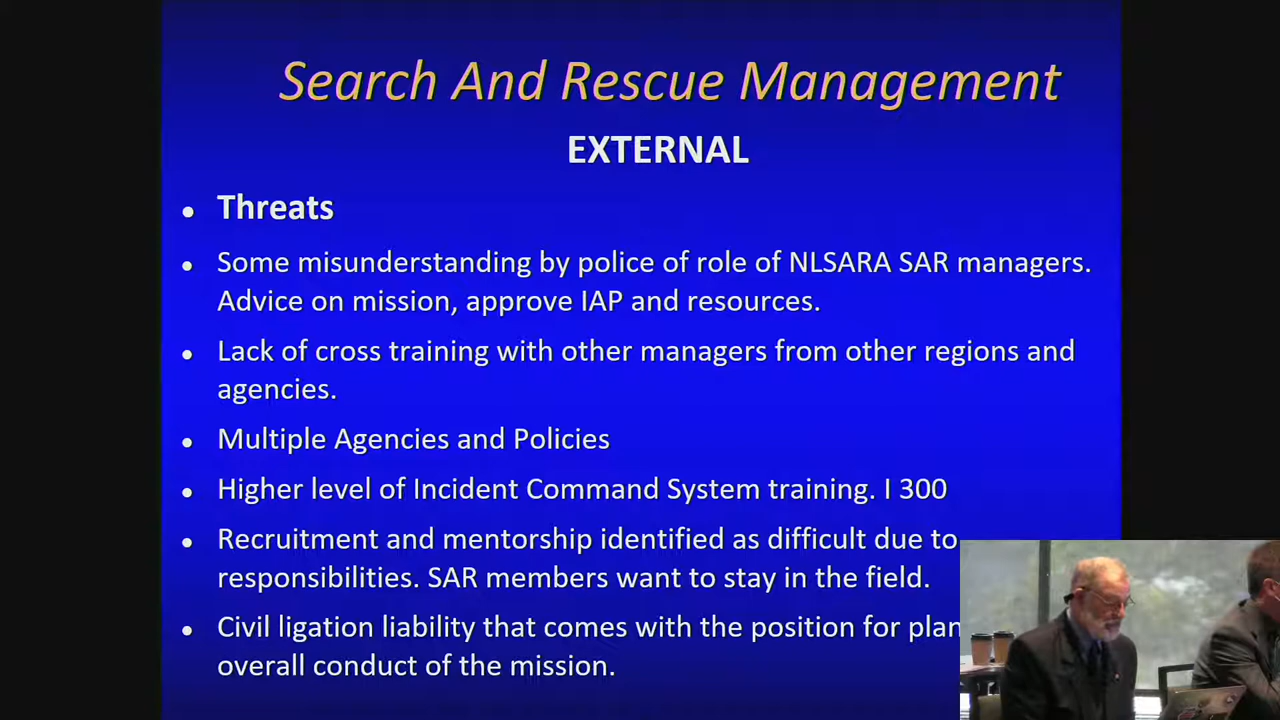 Search And Rescue Management
EXTERNAL
Threats
Some misunderstanding by police of role of NLSARA SAR managers.
Advice on mission, approve IAP and resources.
Lack of cross training with other managers from other regions and
agencies.
Multiple Agencies and Policies
Higher level of Incident Command System training. I 300
Recruitment and mentorship identified as difficult due to
responsibilities. SAR members want to stay in the field.
Civil ligation liability that comes with the position for
overall conduct of the mission.